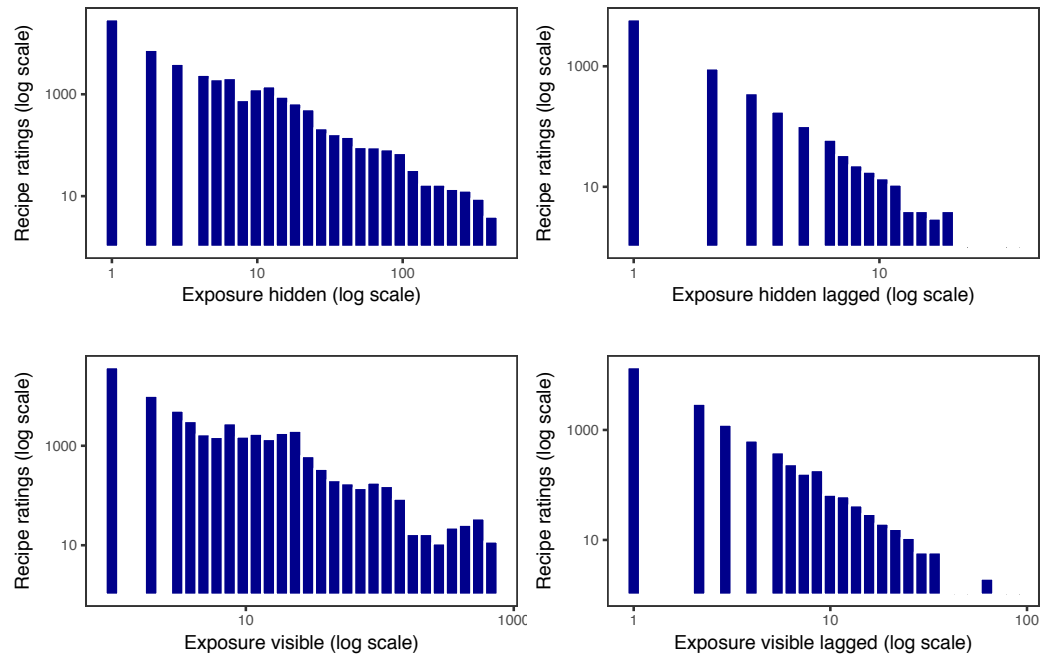 Recipe ratings (log scale)
1000
10
1
10
100
Exposure hidden (log scale)
Recipe ratings (log scale)
1000
10
1
10
Exposure hidden lagged (log scale)
Recipe ratings (log scale)
1000
10
10
1000
Exposure visible (log scale)
Recipe ratings (log scale)
1000
10
1
10
100
Exposure visible lagged (log scale)